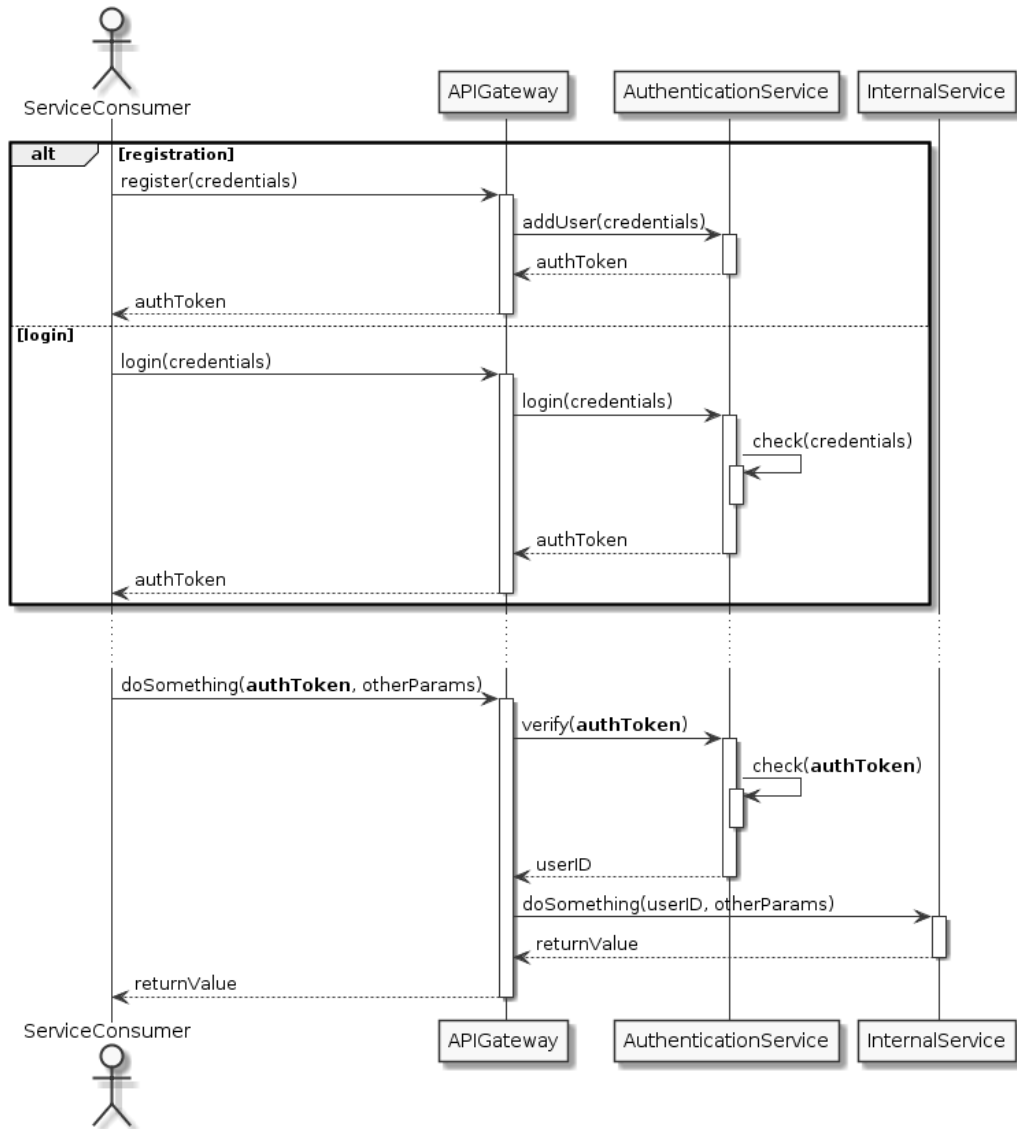 ServiceConsumer
APIGateway
AuthenticationService
InternalService
alt
[registration]
register(credentials)
addUser(credentials)
authToken
authToken
[login]
login(credentials)
login(credentials)
check(credentials)
authToken
authToken
doSomething(authToken, otherParams)
verify(authToken)
check(authToken)
userID
doSomething(userID, otherParams)
returnValue
returnValue
ServiceConsumer
APIGateway
AuthenticationService
InternalService